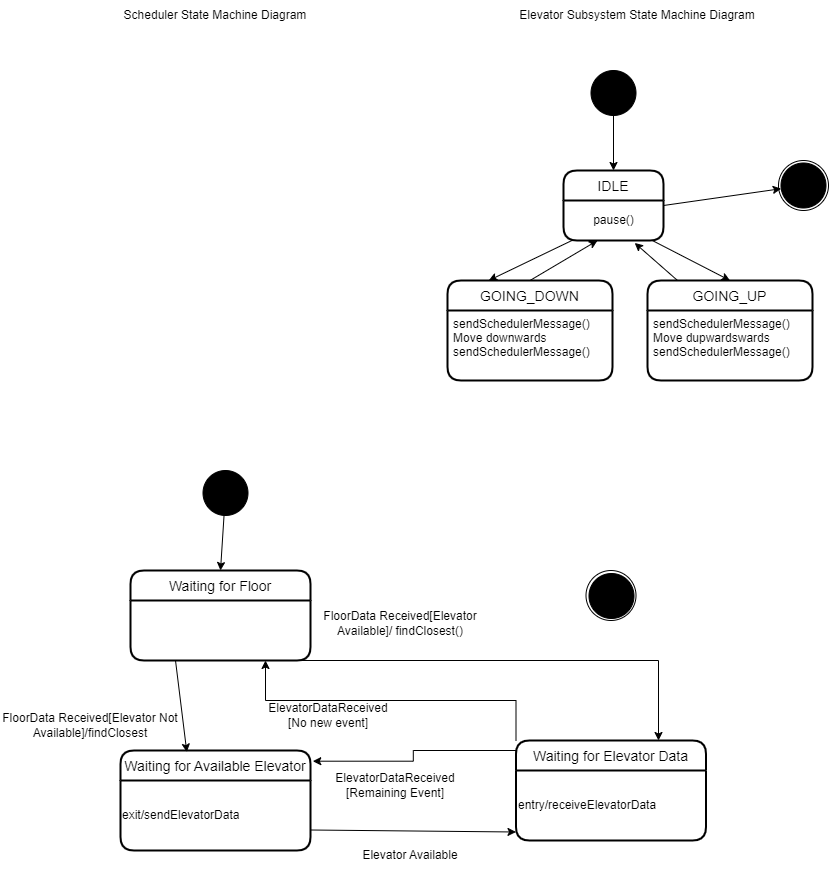 Scheduler State Machine Diagram
Elevator Subsystem State Machine Diagram
IDLE
pause()
GOING_DOWN
sendSchedulerMessage()
Move downwards
sendSchedulerMessage()
GOING_UP
sendSchedulerMessage()
Move dupwardswards
sendSchedulerMessage()
Waiting for Floor
FloorData Received[Elevator
Available]/ findClosest()
ElevatorDataReceived
[No new event]
FloorData Received[Elevator Not
Available]/findClosest
Waiting for Available Elevator
exit/sendElevatorData
ElevatorDataReceived
[Remaining Event]
Waiting for Elevator Data
entry/receiveElevatorData
Elevator Available